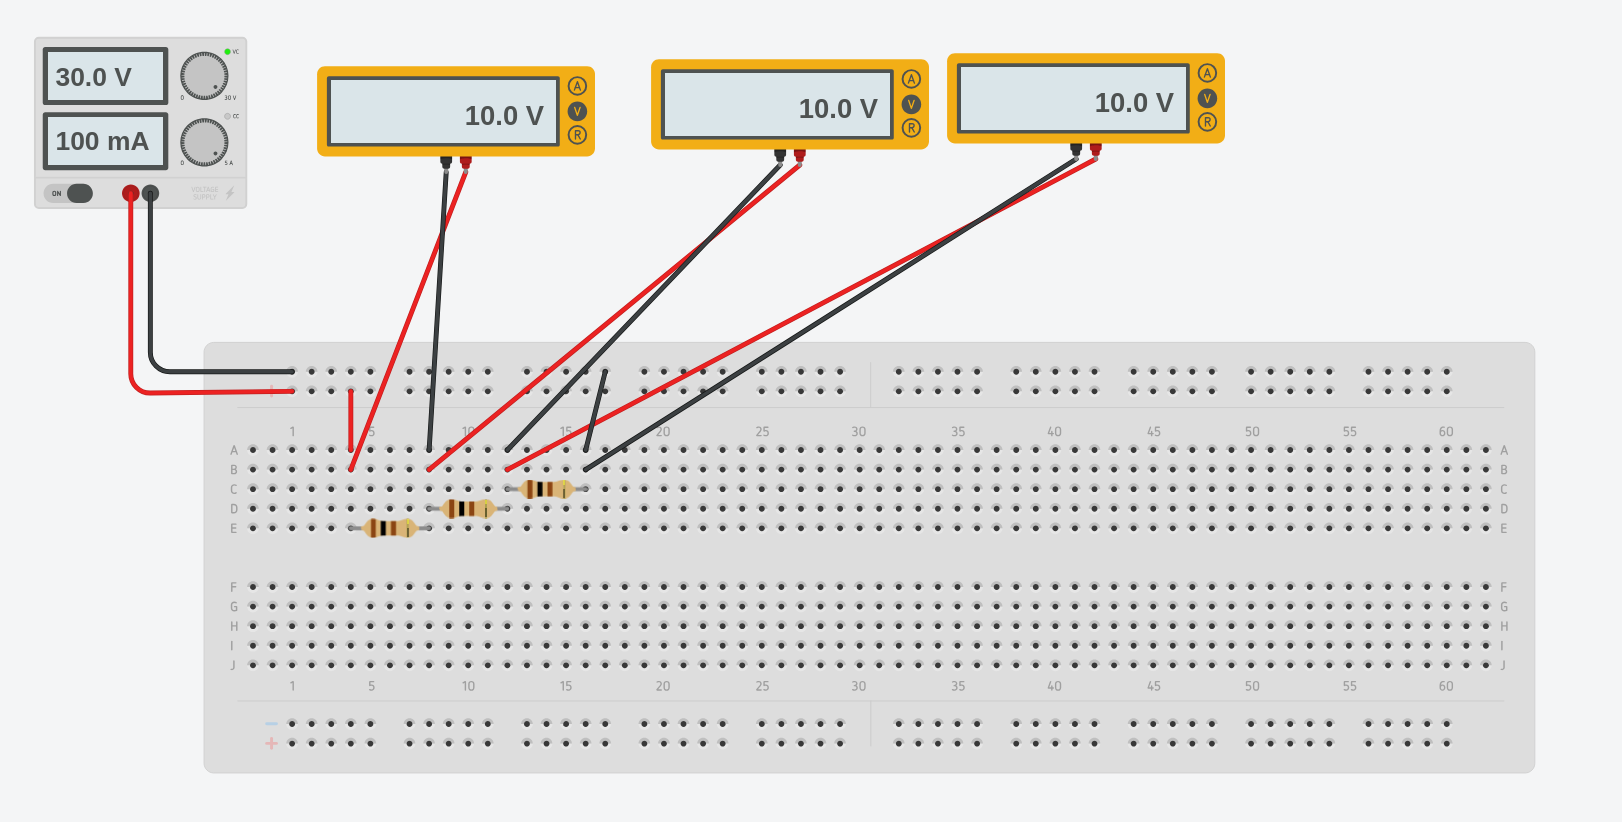 30.0 V
VC
0 30 V
CC
100 mA
0 5 A
ON
VOLTAGE
SUPPLY
10.0 V
A
V
R
10.0 V
A
V
R
10.0 V
A
V
R
+
1 5 10 15 20 25 30 35 40 45 50 55 60
A A
B B
C C
D D
E E
F F
G G
H H
I I
J J
1 5 10 15 20 25 30 35 40 45 50 55 60
−
+